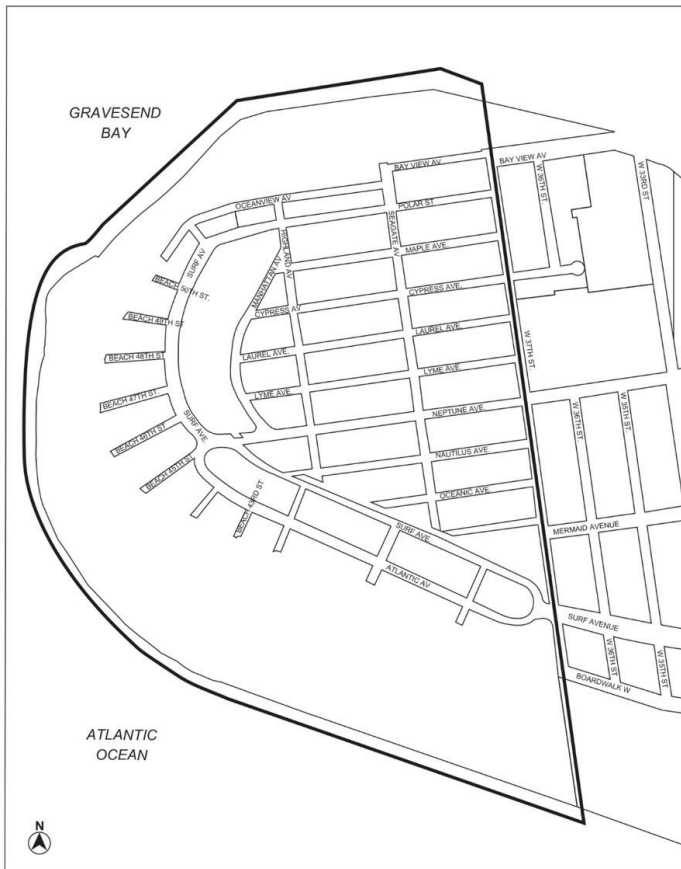 GRAVESEND
BAY
BAY VIEW AV
BAY VIEW AV
W 36TH ST.
W 33RD ST
OCEANVIEW AV
POLAR ST
SEAGATE AV
HIGHLAND AV
MANHATTAN AV
MAPLE AVE.
SURF AV
BEACH 50TH ST.
CYPRESS AVE.
CYPRESS AV
BEACH 49TH ST
LAUREL AVE.
W 37TH ST.
LAUREL AVE.
BEACH 48TH ST
LYME AVE.
LYME AVE.
BEACH 47TH ST.
W 36TH ST.
W 35TH ST
NEPTUNE AVE.
SURF AVE.
BEACH 46TH ST
NAUTILUS AVE.
BEACH 45TH ST
OCEANIC AVE.
BEACH 43RD ST
SURF AVE.
MERMAID AVENUE
ATLANTIC AV
SURF AVENUE
W 36TH ST
W 35TH ST
BOARDWALK W
ATLANTIC
OCEAN
N